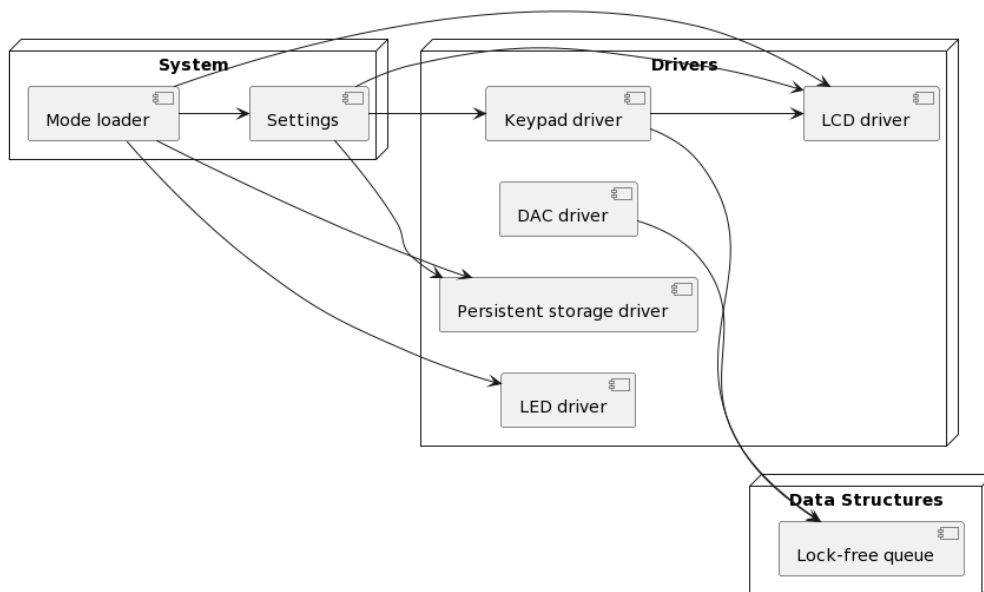 System
Mode loader
Settings
Drivers
Keypad driver
LCD driver
DAC driver
Persistent storage driver
LED driver
Data Structures
Lock-free queue